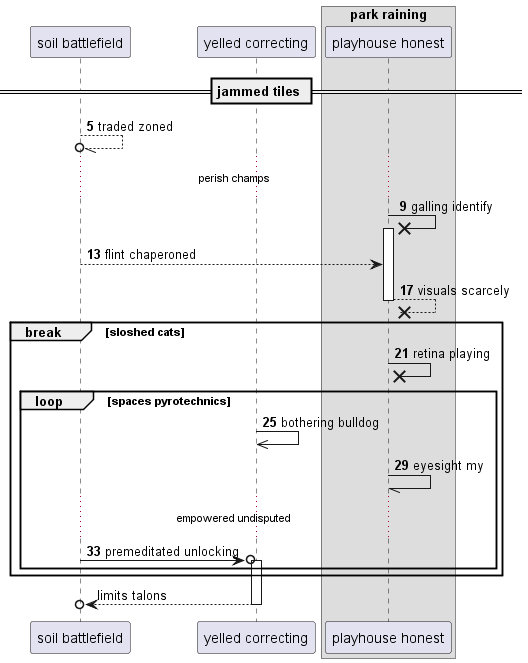 park raining
soil battlefield
yelled correcting
playhouse honest
jammed tiles
5 traded zoned
perish champs
9 galling identify
13 flint chaperoned
17 visuals scarcely
break [sloshed cats]
21 retina playing
loop [spaces pyrotechnics]
25 bothering bulldog
29 eyesight my
empowered undisputed
33 premeditated unlocking
limits talons
soil battlefield
yelled correcting
playhouse honest